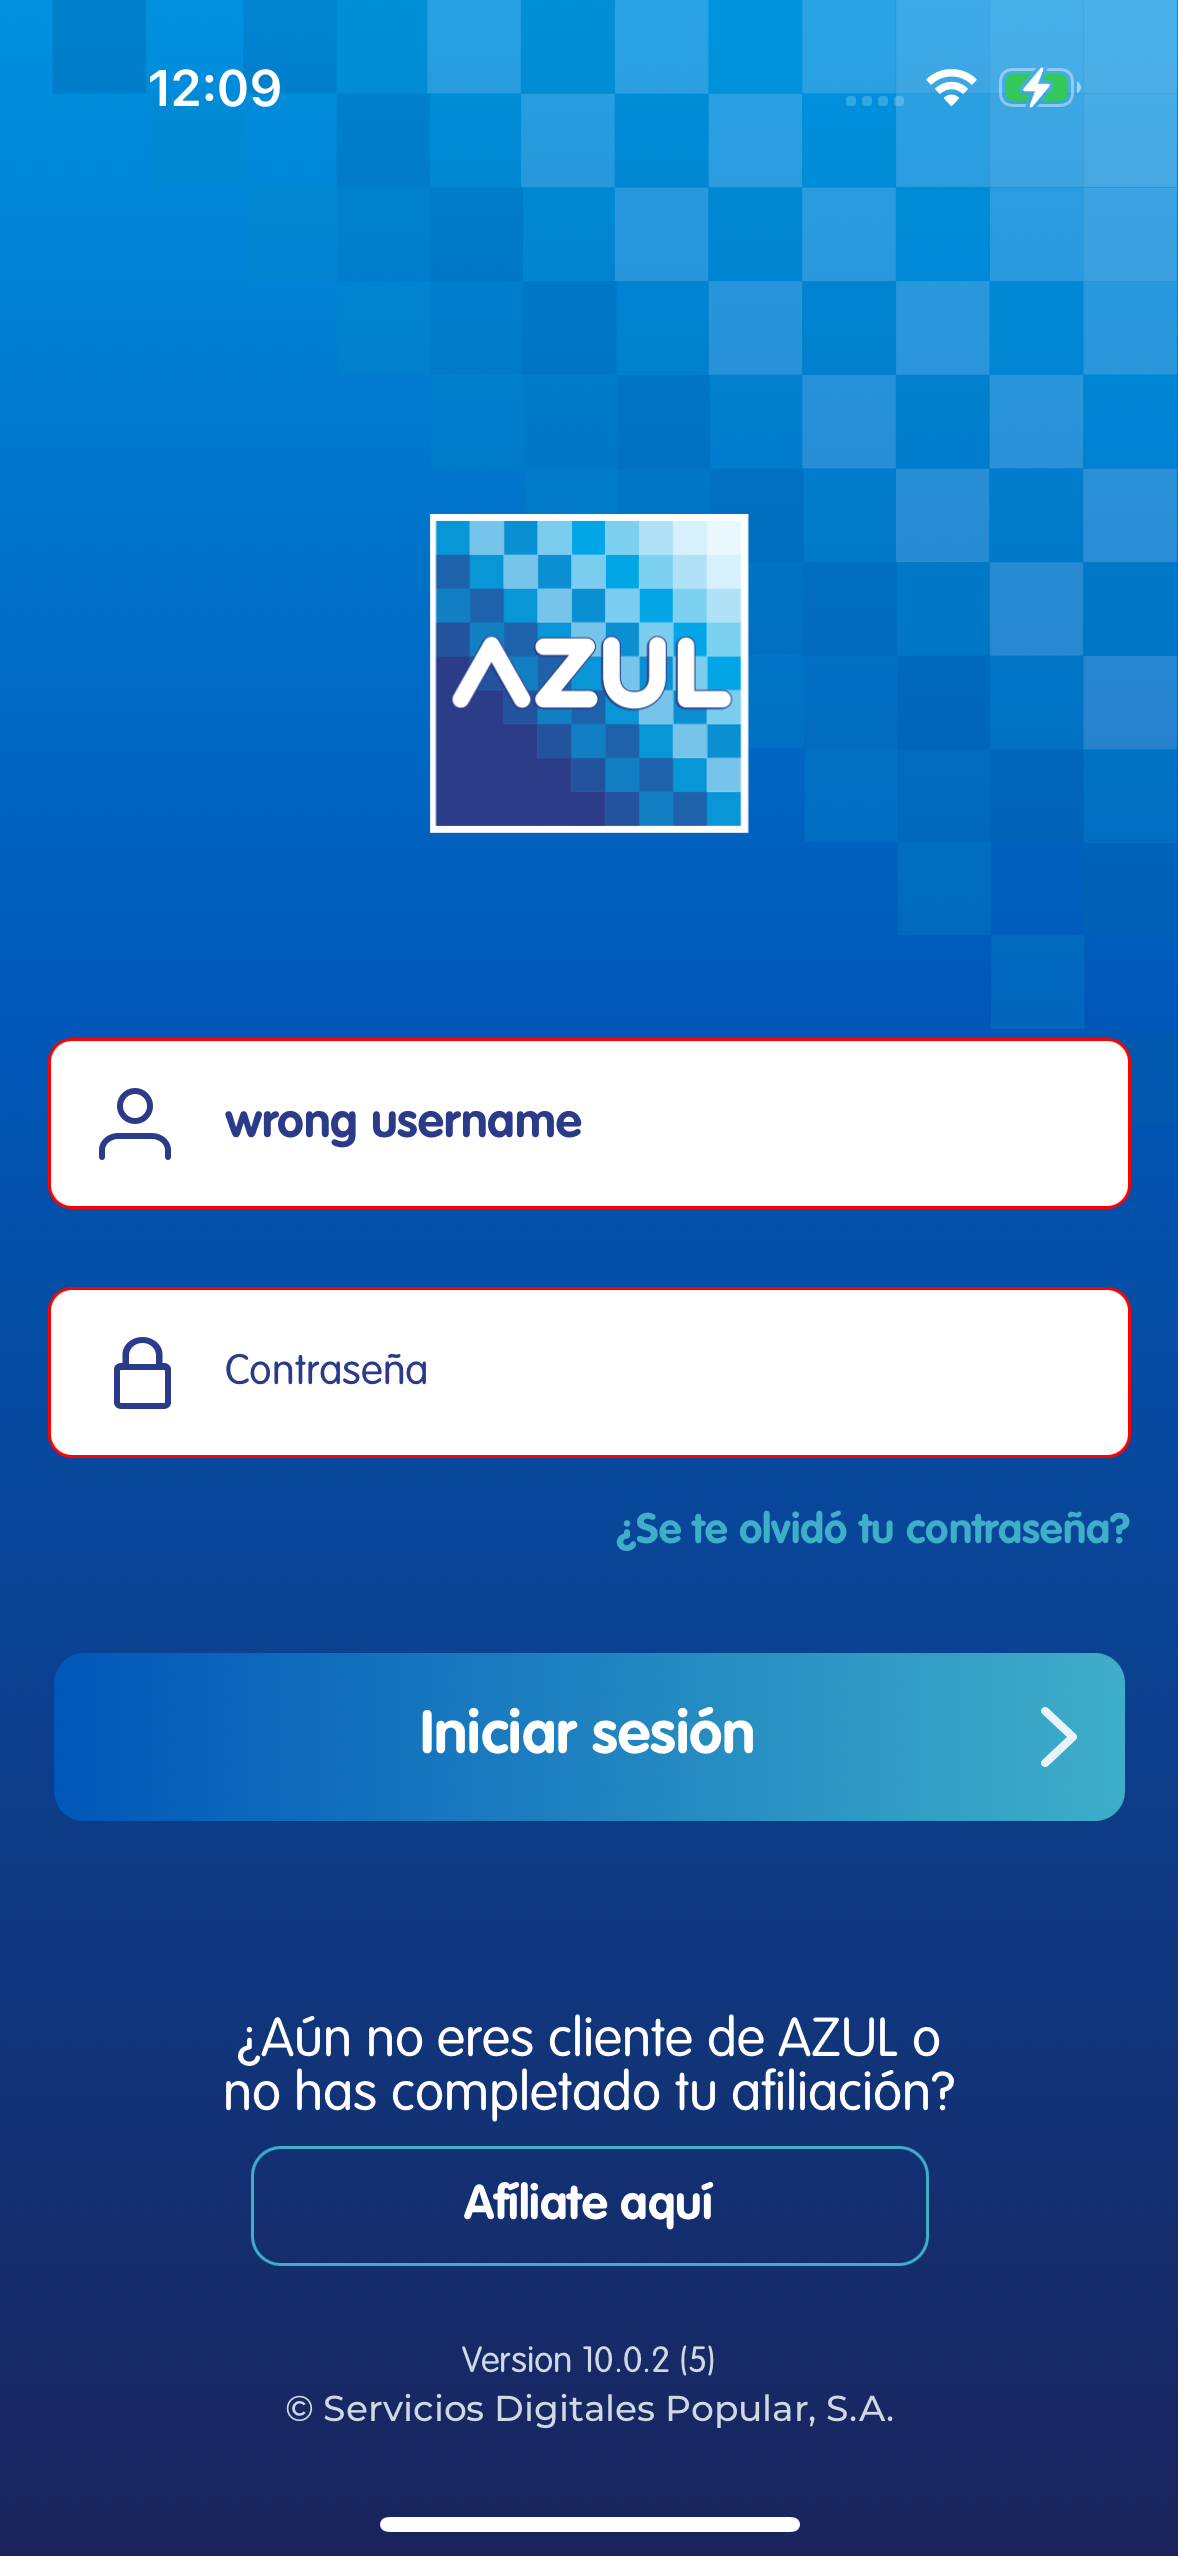 12:09
AZUL
wrong username
Contraseña
¿Se te olvidó tu contraseña?
Iniciar sesión
¿Aún no eres cliente de AZUL o
no has completado tu afiliación?
Afíliate aquí
Version 10.0.2 (5)
© Servicios Digitales Popular, S.A.